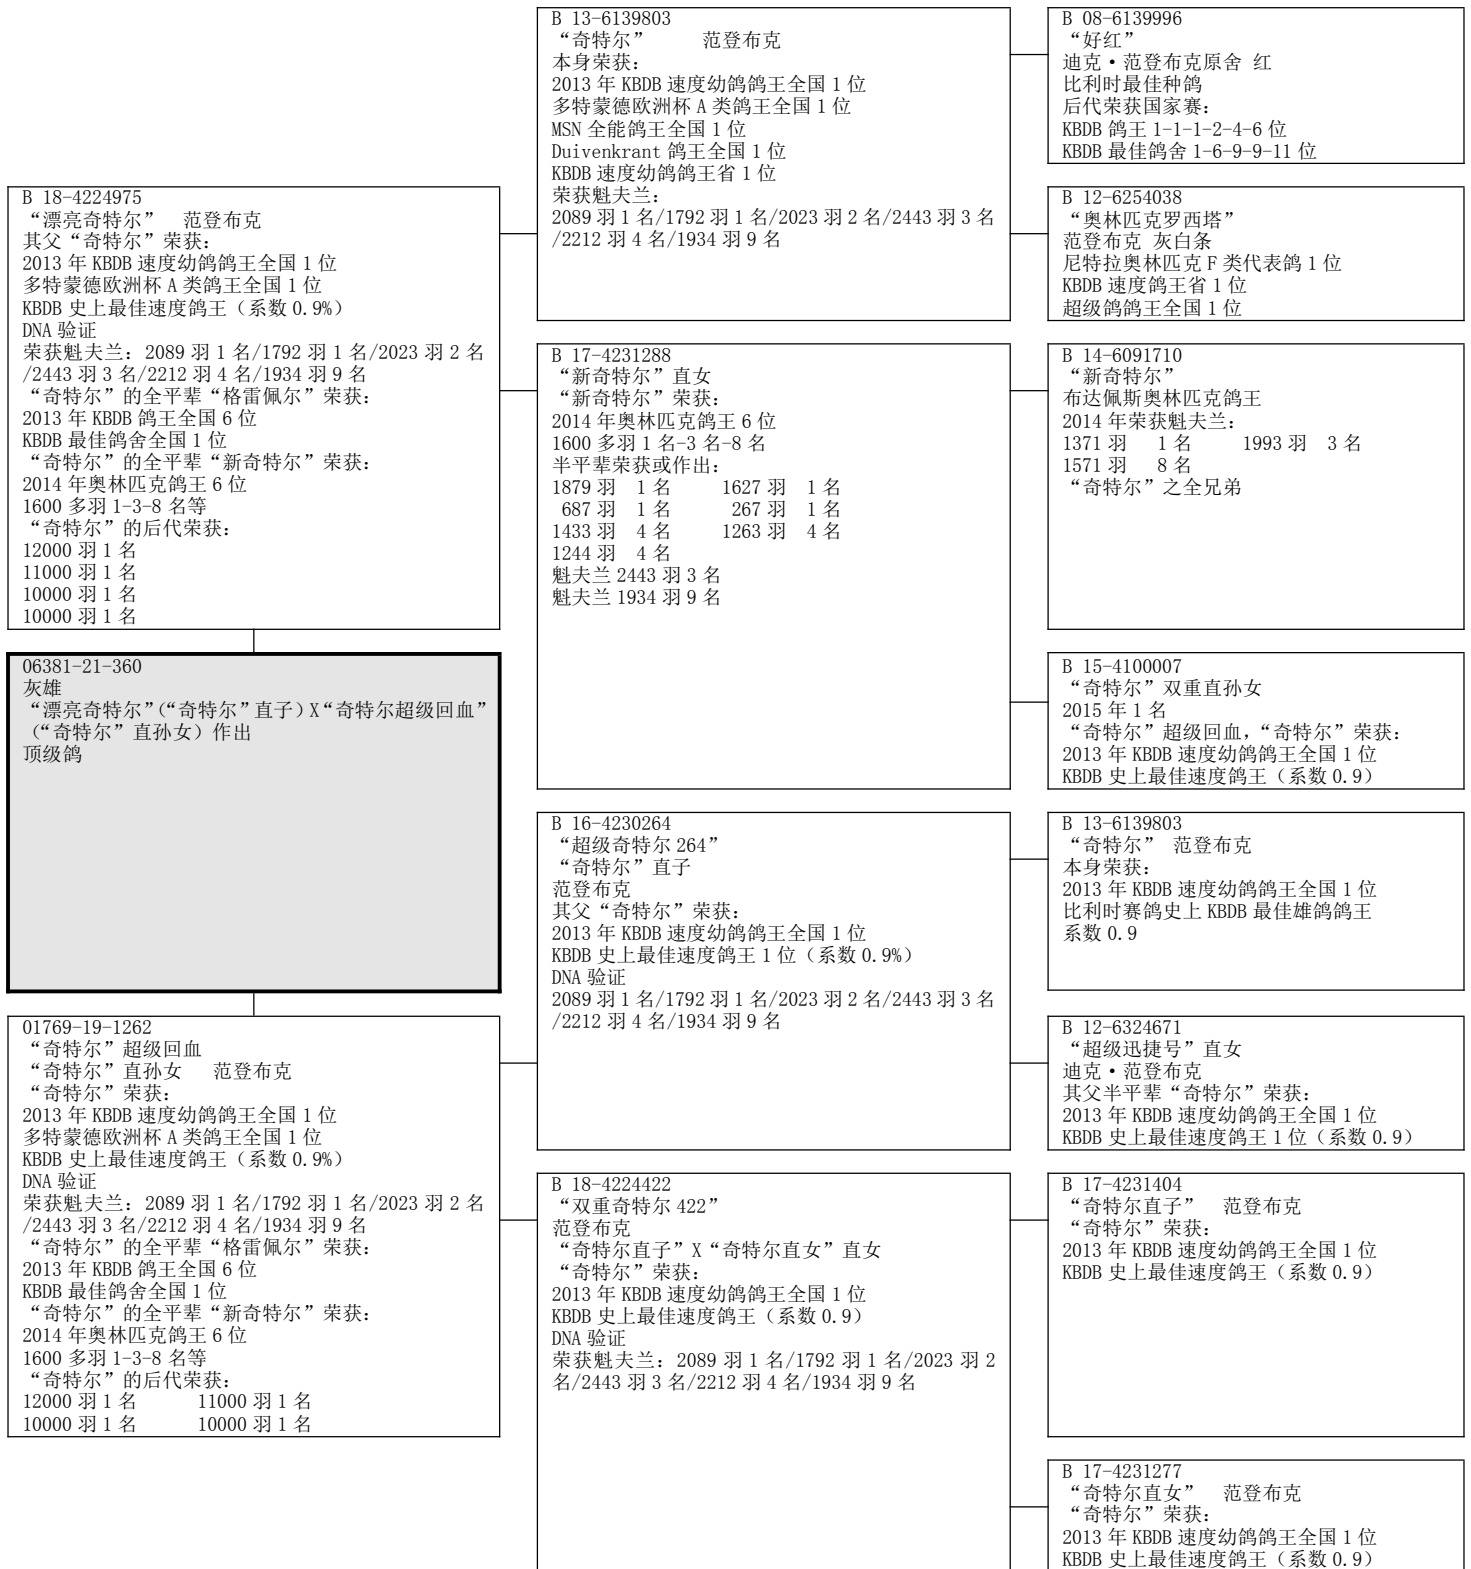 B 18-4224975
“漂亮奇特尔” 范登布克
其父“奇特尔”荣获：
2013 年 KBDB 速度幼鸽鸽王全国 1 位
多特蒙德欧洲杯 A 类鸽王全国 1 位
KBDB 史上最佳速度鸽王（系数 0.9%）
DNA 验证
荣获魁夫兰：2089 羽 1 名/1792 羽 1 名/2023 羽 2 名
/2443 羽 3 名/2212 羽 4 名/1934 羽 9 名
“奇特尔”的全平辈“格雷佩尔”荣获：
2013 年 KBDB 鸽王全国 6 位
KBDB 最佳鸽舍全国 1 位
“奇特尔”的全平辈“新奇特尔”荣获：
2014 年奥林匹克鸽王 6 位
1600 多羽 1-3-8 名等
“奇特尔”的后代荣获：
12000 羽 1 名
11000 羽 1 名
10000 羽 1 名
10000 羽 1 名
06381-21-360
灰雄
“漂亮奇特尔”（“奇特尔”直子）X“奇特尔超级回血”
（“奇特尔”直孙女）作出
顶级鸽
01769-19-1262
“奇特尔”超级回血
“奇特尔”直孙女 范登布克
“奇特尔”荣获：
2013 年 KBDB 速度幼鸽鸽王全国 1 位
多特蒙德欧洲杯 A 类鸽王全国 1 位
KBDB 史上最佳速度鸽王（系数 0.9%）
DNA 验证
荣获魁夫兰：2089 羽 1 名/1792 羽 1 名/2023 羽 2 名
/2443 羽 3 名/2212 羽 4 名/1934 羽 9 名
“奇特尔”的全平辈“格雷佩尔”荣获：
2013 年 KBDB 鸽王全国 6 位
KBDB 最佳鸽舍全国 1 位
“奇特尔”的全平辈“新奇特尔”荣获：
2014 年奥林匹克鸽王 6 位
1600 多羽 1-3-8 名等
“奇特尔”的后代荣获：
12000 羽 1 名 11000 羽 1 名
10000 羽 1 名 10000 羽 1 名
B 13-6139803
“奇特尔” 范登布克
本身荣获：
2013 年 KBDB 速度幼鸽鸽王全国 1 位
多特蒙德欧洲杯 A 类鸽王全国 1 位
MSN 全能鸽王全国 1 位
Duivenkrant 鸽王全国 1 位
KBDB 速度幼鸽鸽王省 1 位
荣获魁夫兰：
2089 羽 1 名/1792 羽 1 名/2023 羽 2 名/2443 羽 3 名
/2212 羽 4 名/1934 羽 9 名
B 17-4231288
“新奇特尔”直女
“新奇特尔”荣获：
2014 年奥林匹克鸽王 6 位
1600 多羽 1 名-3 名-8 名
半平辈荣获或作出：
1879 羽 1 名 1627 羽 1 名
687 羽 1 名 267 羽 1 名
1433 羽 4 名 1263 羽 4 名
1244 羽 4 名
魁夫兰 2443 羽 3 名
魁夫兰 1934 羽 9 名
B 16-4230264
“超级奇特尔 264”
“奇特尔”直子
范登布克
其父“奇特尔”荣获：
2013 年 KBDB 速度幼鸽鸽王全国 1 位
KBDB 史上最佳速度鸽王 1 位（系数 0.9%）
DNA 验证
2089 羽 1 名/1792 羽 1 名/2023 羽 2 名/2443 羽 3 名
/2212 羽 4 名/1934 羽 9 名
B 18-4224422
“双重奇特尔 422”
范登布克
“奇特尔直子”X“奇特尔直女”直女
“奇特尔”荣获：
2013 年 KBDB 速度幼鸽鸽王全国 1 位
KBDB 史上最佳速度鸽王（系数 0.9）
DNA 验证
荣获魁夫兰：2089 羽 1 名/1792 羽 1 名/2023 羽 2
名/2443 羽 3 名/2212 羽 4 名/1934 羽 9 名
B 08-6139996
“好红”
迪克·范登布克原舍 红
比利时最佳种鸽
后代荣获国家赛：
KBDB 鸽王 1-1-1-2-4-6 位
KBDB 最佳鸽舍 1-6-9-9-11 位
B 12-6254038
“奥林匹克罗西塔”
范登布克 灰白条
尼特拉奥林匹克 F 类代表鸽 1 位
KBDB 速度鸽王省 1 位
超级鸽鸽王全国 1 位
B 14-6091710
“新奇特尔”
布达佩斯奥林匹克鸽王
2014 年荣获魁夫兰：
1371 羽 1 名 1993 羽 3 名
1571 羽 8 名
“奇特尔”之全兄弟
B 15-4100007
“奇特尔”双重直孙女
2015 年 1 名
“奇特尔”超级回血，“奇特尔”荣获：
2013 年 KBDB 速度幼鸽鸽王全国 1 位
KBDB 史上最佳速度鸽王（系数 0.9）
B 13-6139803
“奇特尔” 范登布克
本身荣获：
2013 年 KBDB 速度幼鸽鸽王全国 1 位
比利时赛鸽史上 KBDB 最佳雄鸽鸽王
系数 0.9
B 12-6324671
“超级迅捷号”直女
迪克·范登布克
其父半平辈“奇特尔”荣获：
2013 年 KBDB 速度幼鸽鸽王全国 1 位
KBDB 史上最佳速度鸽王 1 位（系数 0.9）
B 17-4231404
“奇特尔直子” 范登布克
“奇特尔”荣获：
2013 年 KBDB 速度幼鸽鸽王全国 1 位
KBDB 史上最佳速度鸽王（系数 0.9）
B 17-4231277
“奇特尔直女” 范登布克
“奇特尔”荣获：
2013 年 KBDB 速度幼鸽鸽王全国 1 位
KBDB 史上最佳速度鸽王（系数 0.9）